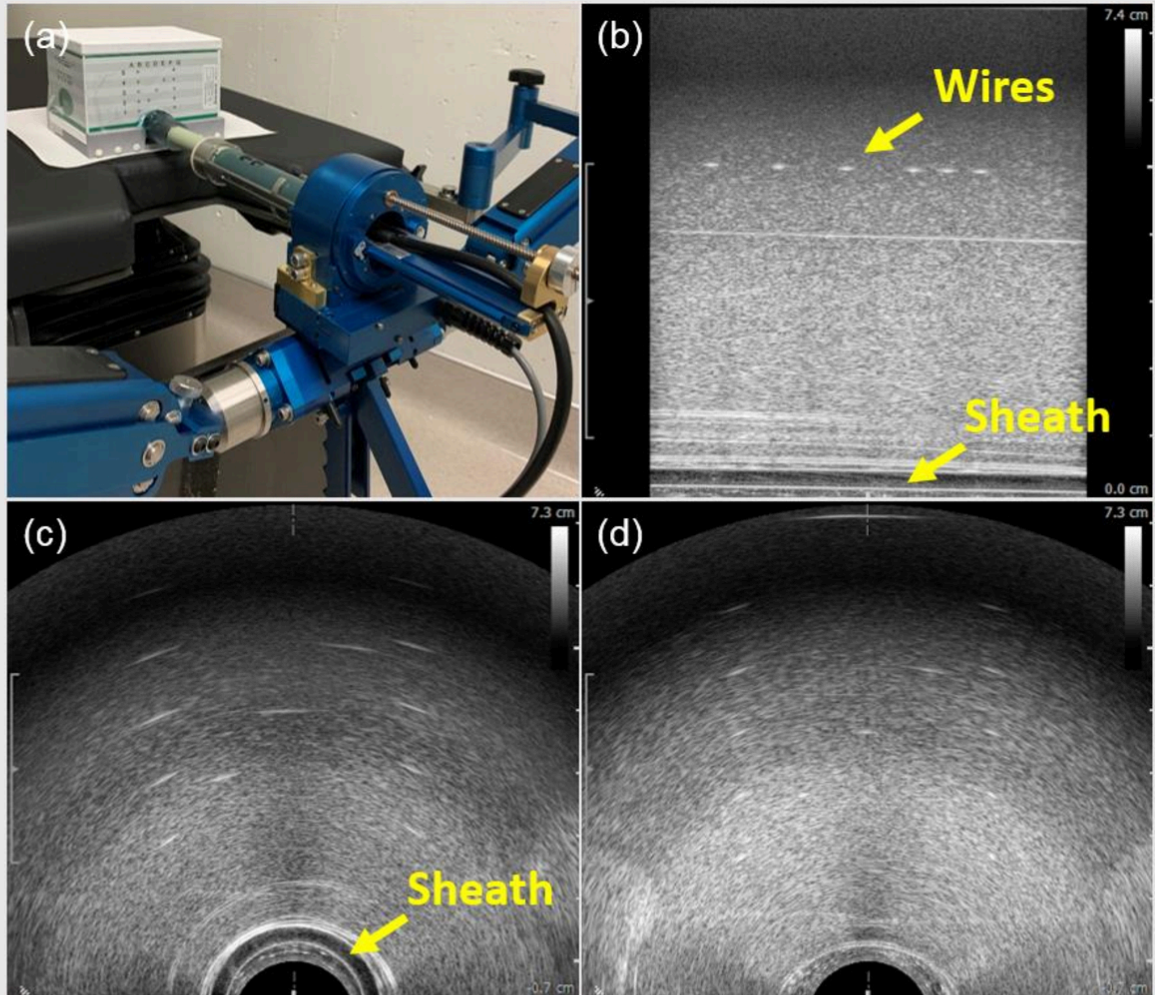 (a)
A B C D E F G
(b)
7.4 cm
Wires
Sheath
0.0 cm
(c)
7.3 cm
Sheath
-0.7 cm
(d)
7.3 cm
-0.7 cm